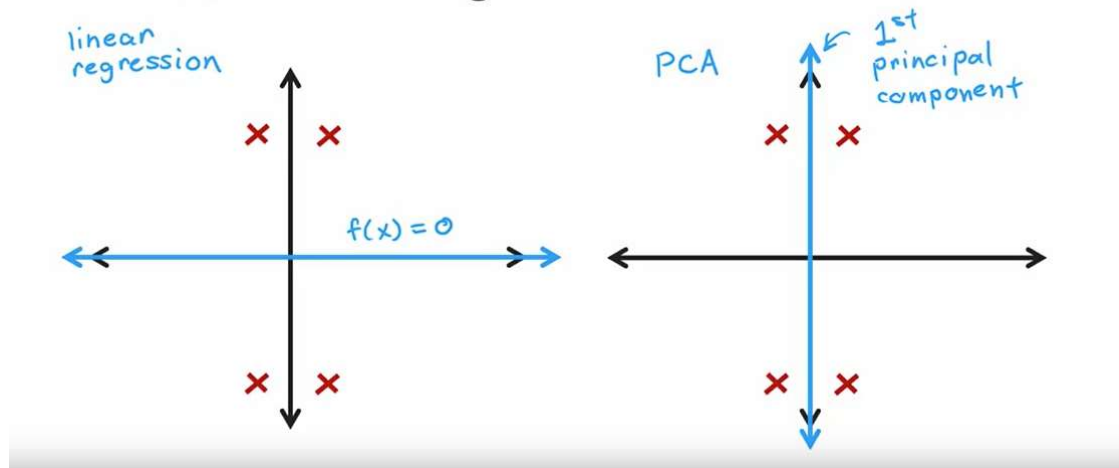 linear
regression
f(x) = 0
PCA
1st
principal
component